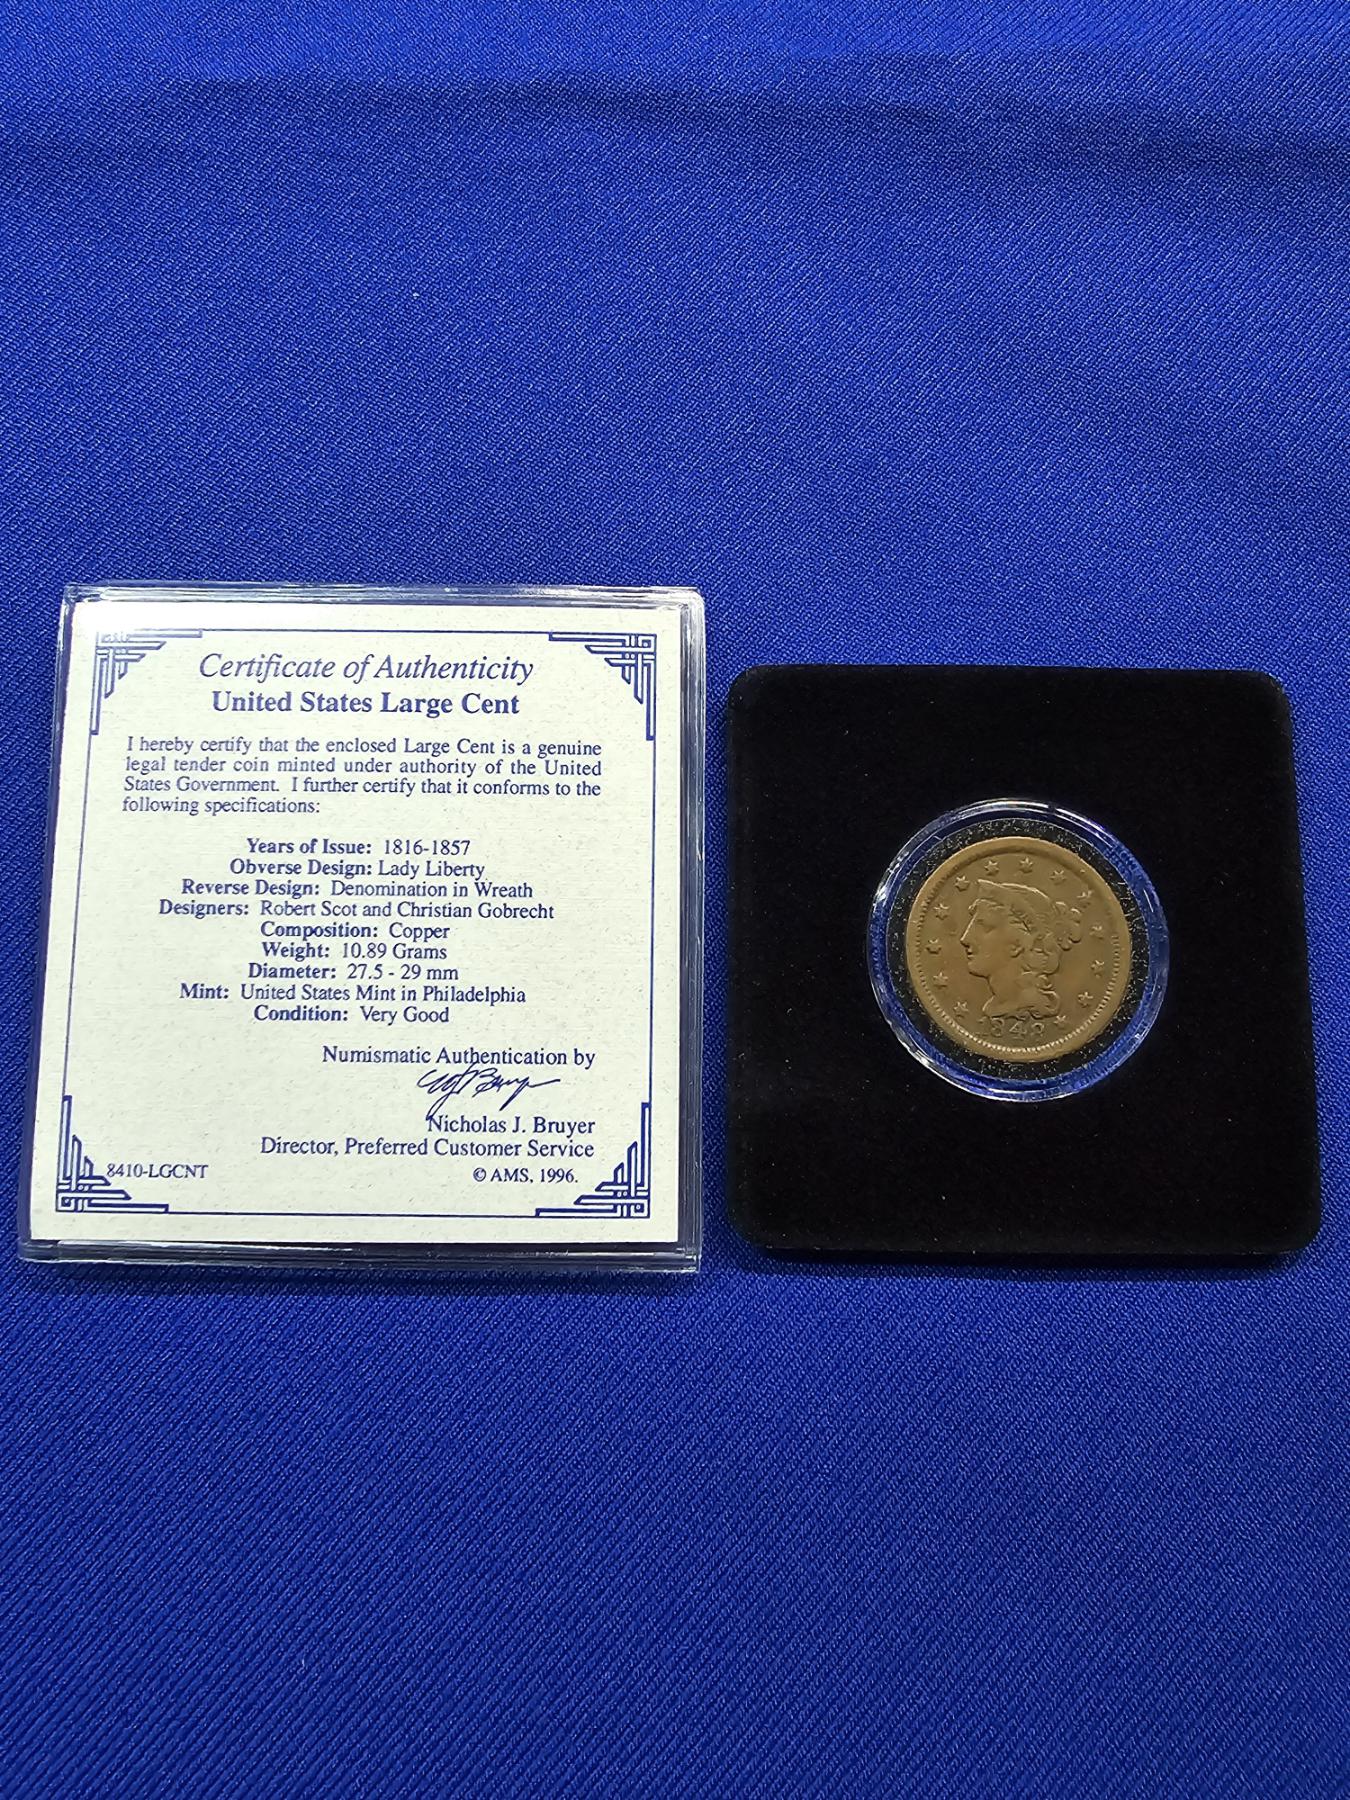 Certificate of Authenticity
United States Large Cent
I hereby certify that the enclosed Large Cent is a genuine
legal tender coin minted under authority of the United
States Government. I further certify that it conforms to the
following specifications:
Years of Issue: 1816-1857
Obverse Design: Lady Liberty
Reverse Design: Denomination in Wreath
Designers: Robert Scot and Christian Gobrecht
Composition: Copper
Weight: 10.89 Grams
Diameter: 27.5 - 29 mm
Mint: United States Mint in Philadelphia
Condition: Very Good
Numismatic Authentication by
Nicholas J. Bruyer
Director, Preferred Customer Service
8410-LGCNT
© AMS, 1996.